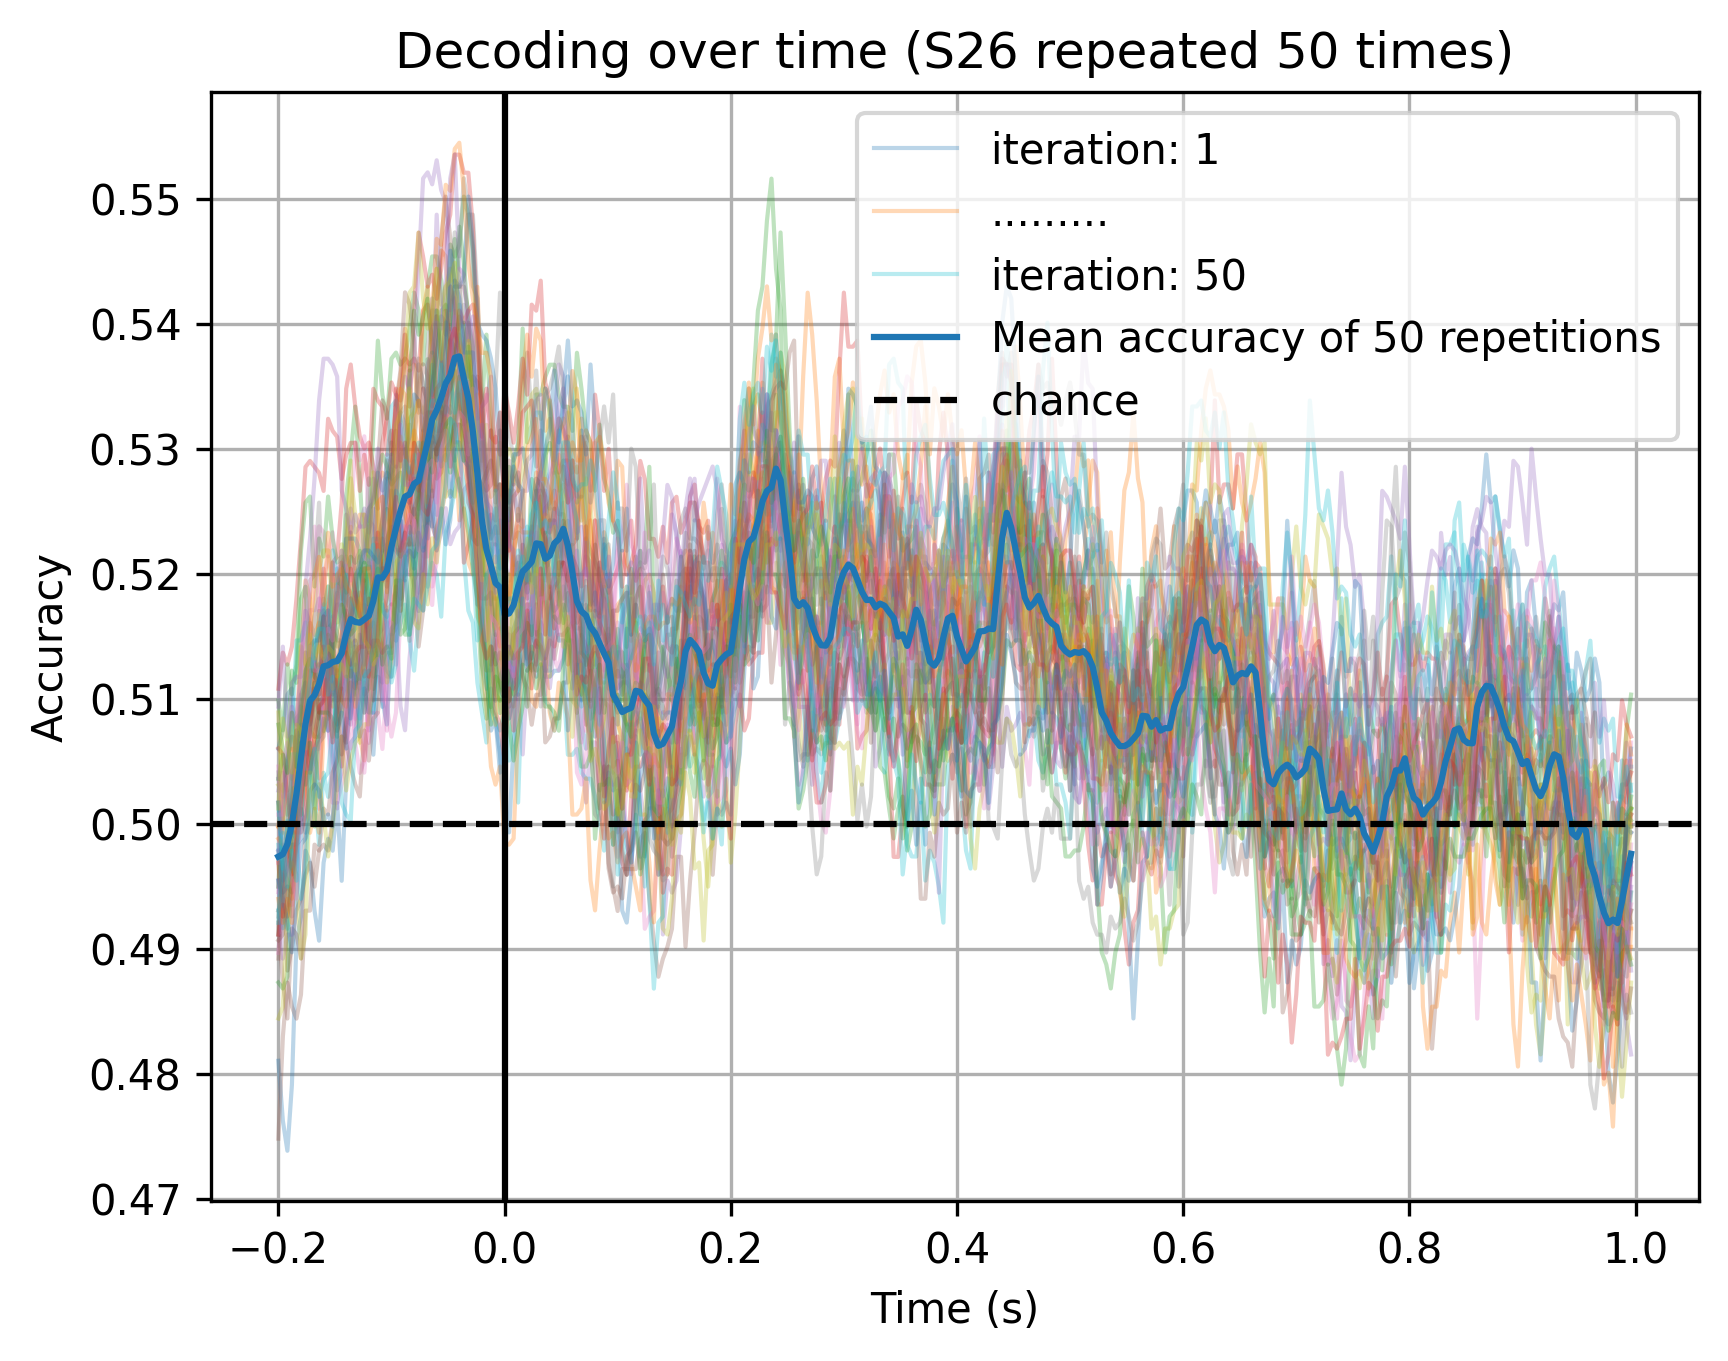 Decoding over time (S26 repeated 50 times)
iteration: 1
.........
iteration: 50
Mean accuracy of 50 repetitions
chance
Accuracy
0.55
0.54
0.53
0.52
0.51
0.50
0.49
0.48
0.47
−0.2 0.0 0.2 0.4 0.6 0.8 1.0
Time (s)